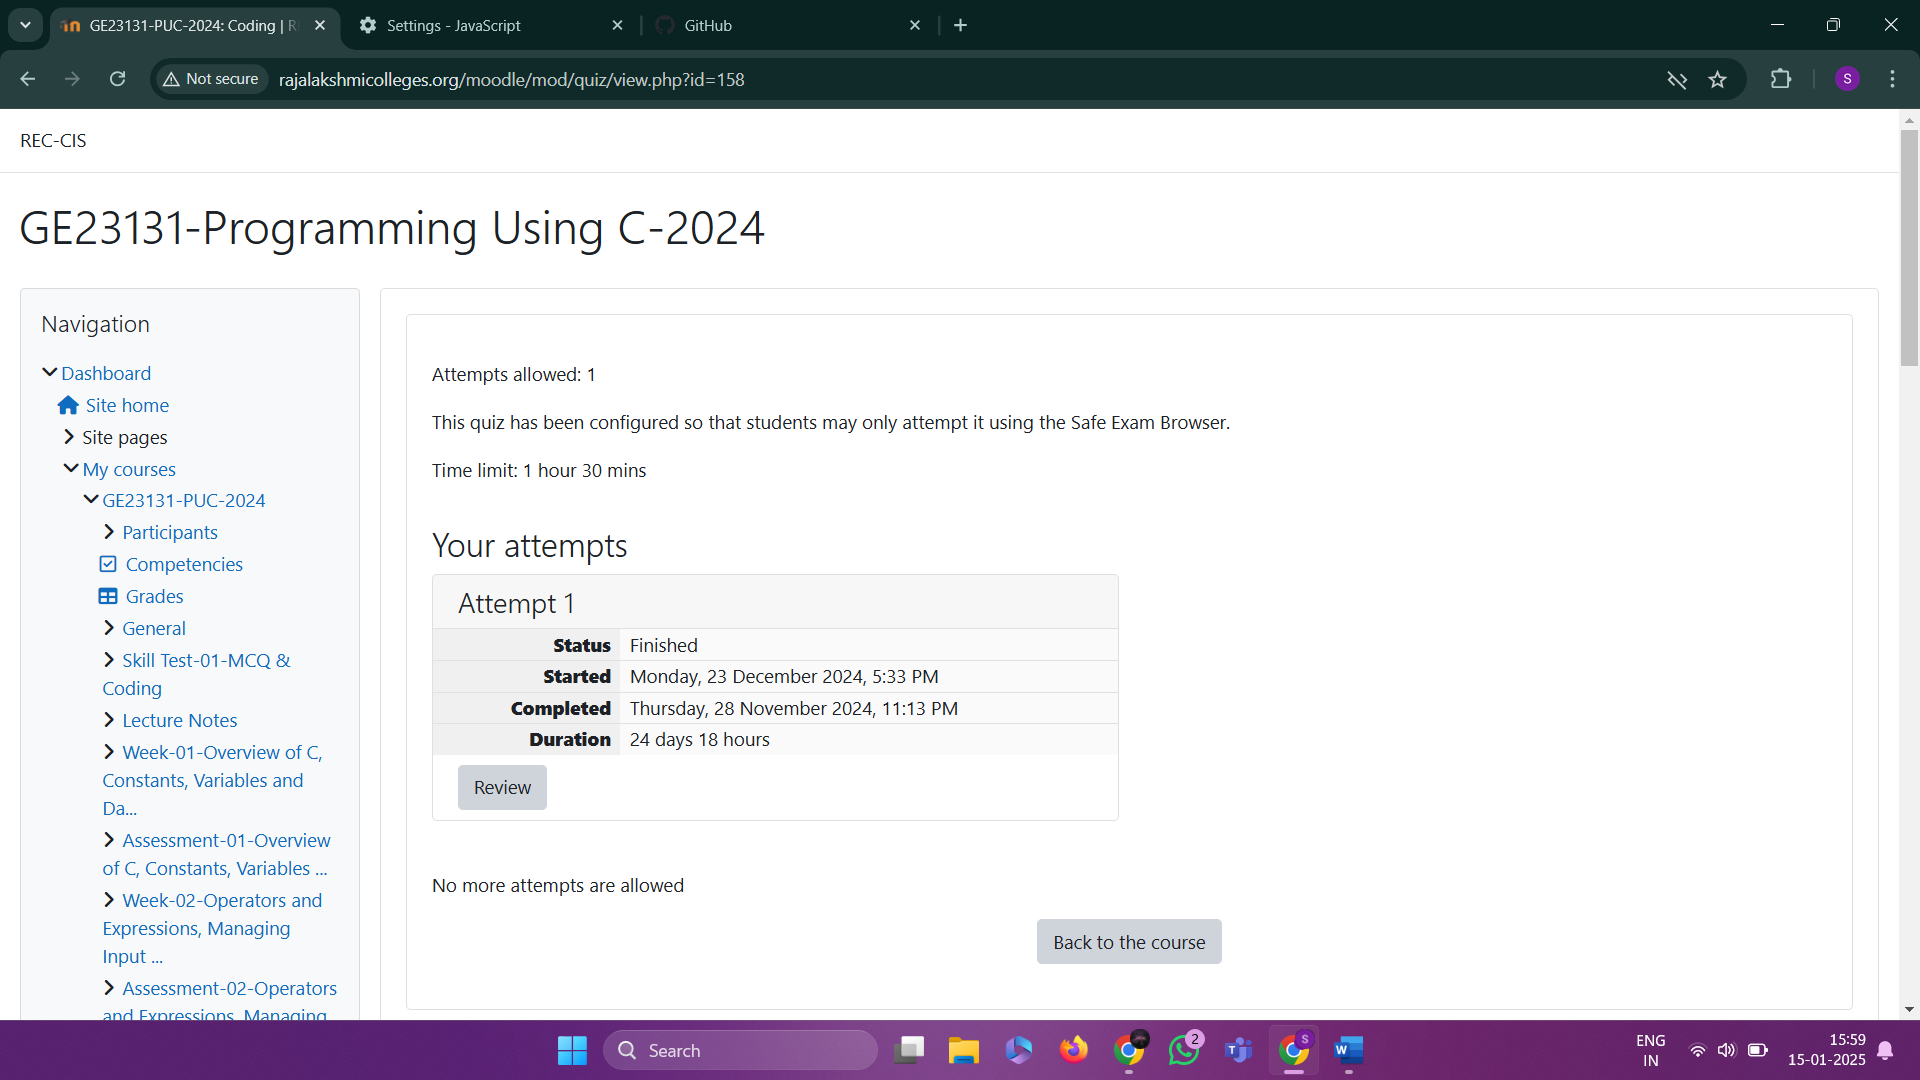 GE23131-PUC-2024: Coding | R
Settings - JavaScript
GitHub
Not secure
rajalakshmicolleges.org/moodle/mod/quiz/view.php?id=158
S
REC-CIS
GE23131-Programming Using C-2024
Navigation
Dashboard
Site home
Site pages
My courses
GE23131-PUC-2024
Participants
Competencies
Grades
General
Skill Test-01-MCQ &
Coding
Lecture Notes
Week-01-Overview of C,
Constants, Variables and
Da...
Assessment-01-Overview
of C, Constants, Variables ...
Week-02-Operators and
Expressions, Managing
Input ...
Assessment-02-Operators
and Expressions, Managing
Attempts allowed: 1
This quiz has been configured so that students may only attempt it using the Safe Exam Browser.
Time limit: 1 hour 30 mins
Your attempts
Attempt 1
Status Finished
Started Monday, 23 December 2024, 5:33 PM
Completed Thursday, 28 November 2024, 11:13 PM
Duration 24 days 18 hours
Review
No more attempts are allowed
Back to the course
Search
2
T
S
W
ENG
IN
15:59
15-01-2025